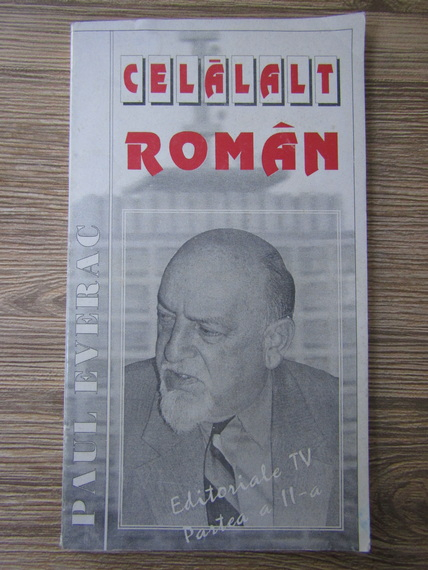 CELĂLALT
ROMÂN
PAUL EVERAC
Editoriale TV
Partea a II-a